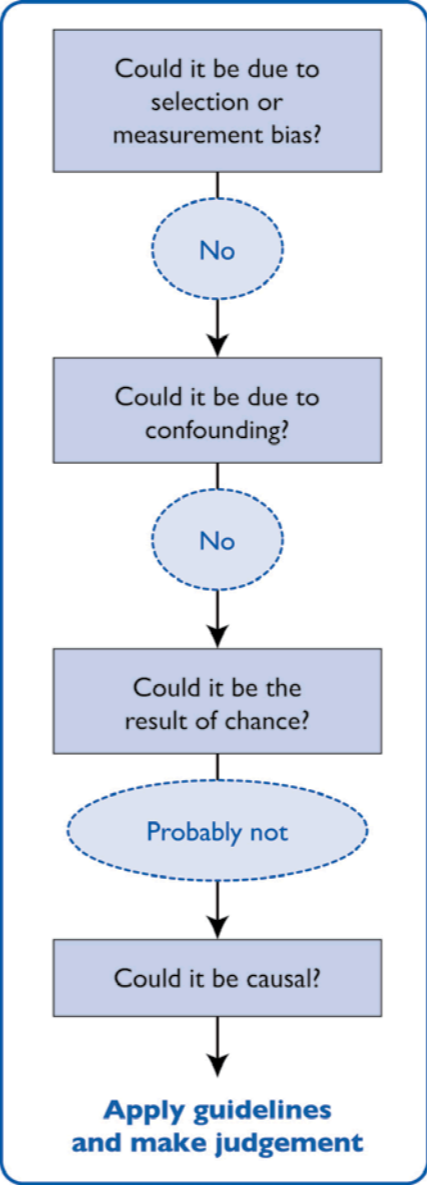 Could it be due to
selection or
measurement bias?
No
Could it be due to
confounding?
No
Could it be the
result of chance?
Probably not
Could it be causal?
Apply guidelines
and make judgement